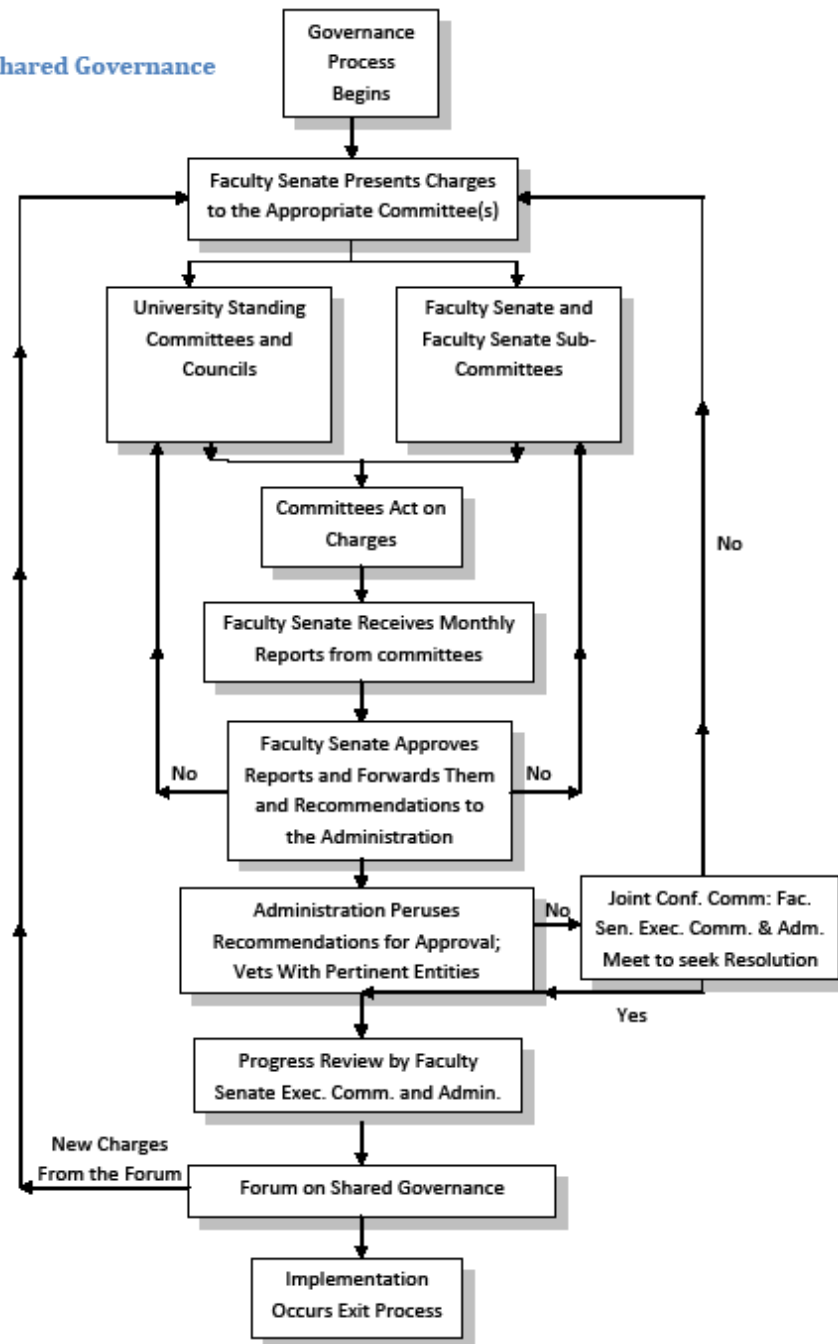 Shared Governance
Governance
Process
Begins
Faculty Senate Presents Charges
to the Appropriate Committee(s)
University Standing
Committees and
Councils
Faculty Senate and
Faculty Senate Sub-
Committees
Committees Act on
Charges
No
Faculty Senate Receives Monthly
Reports from committees
Faculty Senate Approves
Reports and Forwards Them
and Recommendations to
the Administration
No
No
Administration Peruses
Recommendations for Approval;
Vets With Pertinent Entities
No
Joint Conf. Comm: Fac.
Sen. Exec. Comm. & Adm.
Meet to seek Resolution
Yes
Progress Review by Faculty
Senate Exec. Comm. and Admin.
New Charges
From the Forum
Forum on Shared Governance
Implementation
Occurs Exit Process